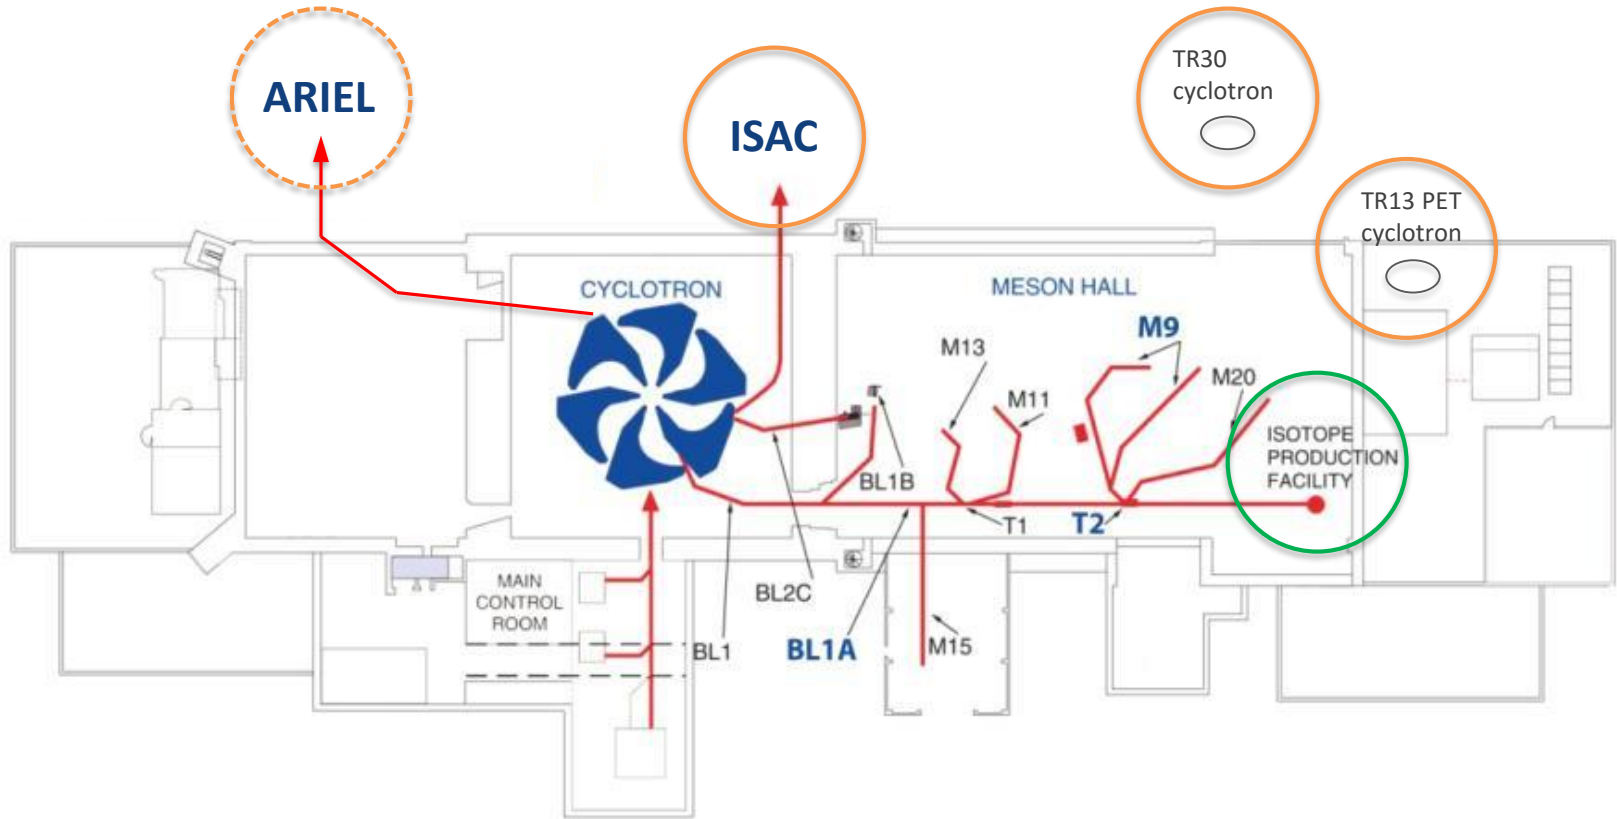 ARIEL
ISAC
TR30
cyclotron
TR13 PET
cyclotron
CYCLOTRON
MESON HALL
M9
M13
M20
M11
ISOTOPE
PRODUCTION
FACILITY
BL1B
T1
T2
MAIN
CONTROL
ROOM
BL2C
BL1
BL1A
M15